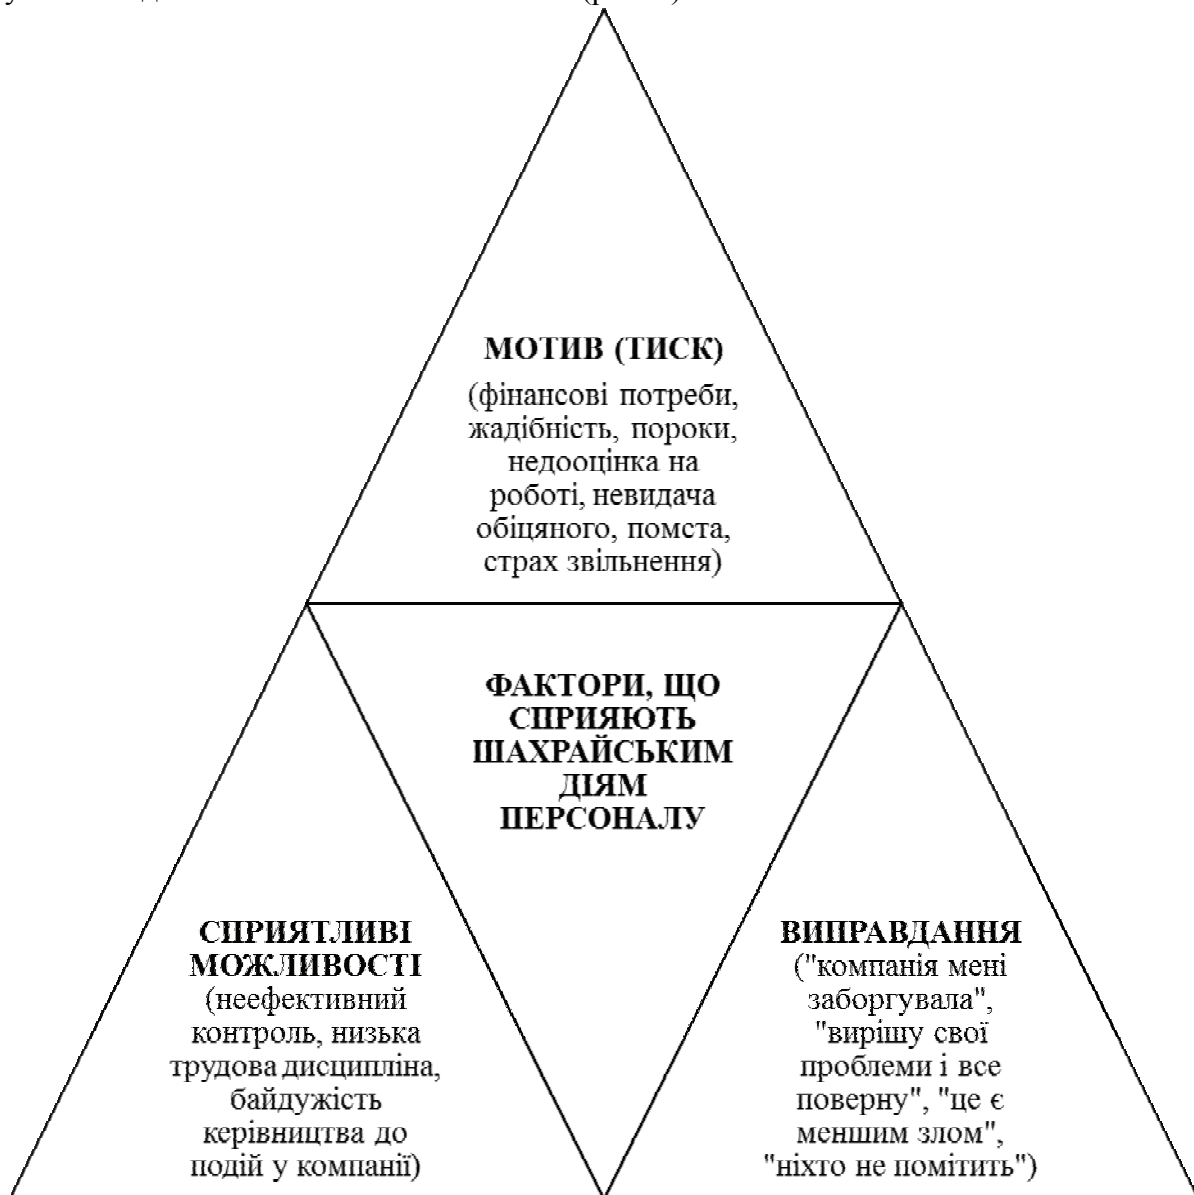 МОТИВ (ТИСК)
(фінансові потреби,
жадібність, пороки,
недооцінка на
роботі, невидача
обіцяного, помста,
страх звільнення)
ФАКТОРИ, ЩО
СПРИЯЮТЬ
ШАХРАЙСЬКИМ
ДІЯМ
ПЕРСОНАЛУ
СПРИЯТЛИВІ
МОЖЛИВОСТІ
(неефективний
контроль, низька
трудова дисципліна,
байдужість
керівництва до
подій у компанії)
ВИПРАВДАННЯ
("компанія мені
заборгувала",
"вирішу свої
проблеми і все
поверну", "це є
меншим злом",
"ніхто не помітить")